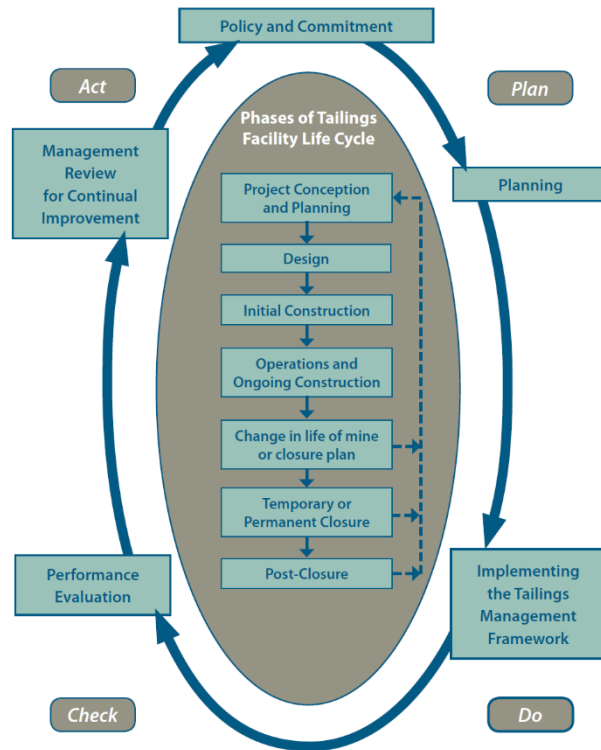 Policy and Commitment
Act
Plan
Phases of Tailings
Facility Life Cycle
Management
Review
for Continual
Improvement
Planning
Project Conception
and Planning
Design
Initial Construction
Operations and
Ongoing Construction
Change in life of mine
or closure plan
Temporary or
Permanent Closure
Post-Closure
Performance
Evaluation
Implementing
the Tailings
Management
Framework
Check
Do